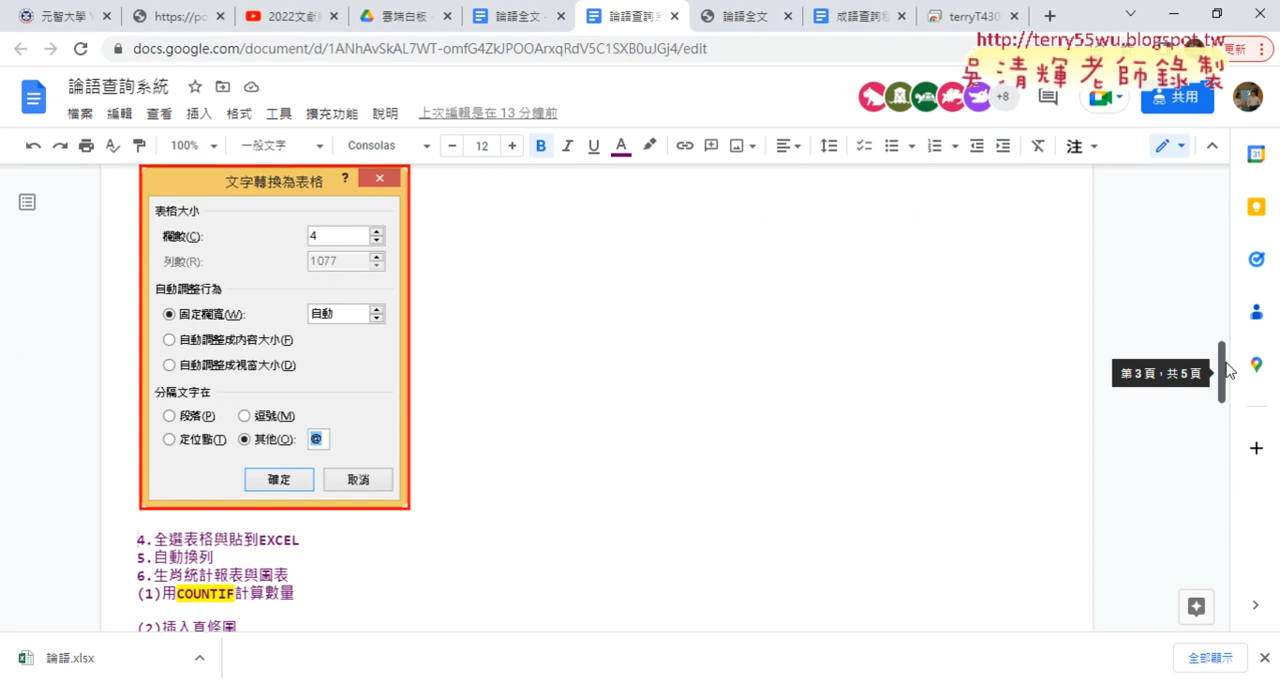 元智大學 Y
https://po
2022文獻
雲端白板 -
論語全文 -
論語查詢系
論語全文
成語查詢
terryT430
docs.google.com/document/d/1ANhAvSkAL7WT-omfG4ZkJPOOArxqRdV5C1SXB0uJGj4/edit
更新
http://terry55wu.blogspot.tw
吳清輝老師錄製
論語查詢系統
檔案 編輯 查看 插入 格式 工具 擴充功能 說明 上次編輯是在 13 分鐘前
+8
共用
100% 一般文字 Consolas 12 B I U A 注
文字轉換為表格 ?
表格大小
欄數(C): 4
列數(R): 1077
自動調整行為
固定欄寬(W): 自動
自動調整成內容大小(F)
自動調整成視窗大小(D)
分隔文字在
段落(P) 逗號(M)
定位點(T) 其他(O): @
確定 取消
31
第 3 頁，共 5 頁
4.全選表格與貼到EXCEL
5.自動換列
6.生肖統計報表與圖表
(1)用COUNTIF計算數量
(2)插入直條圖
論語.xlsx
全部顯示